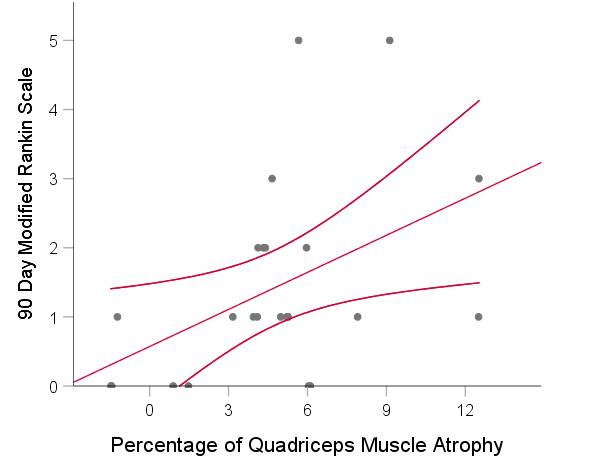 90 Day Modified Rankin Scale
5
4
3
2
1
0
0 3 6 9 12
Percentage of Quadriceps Muscle Atrophy